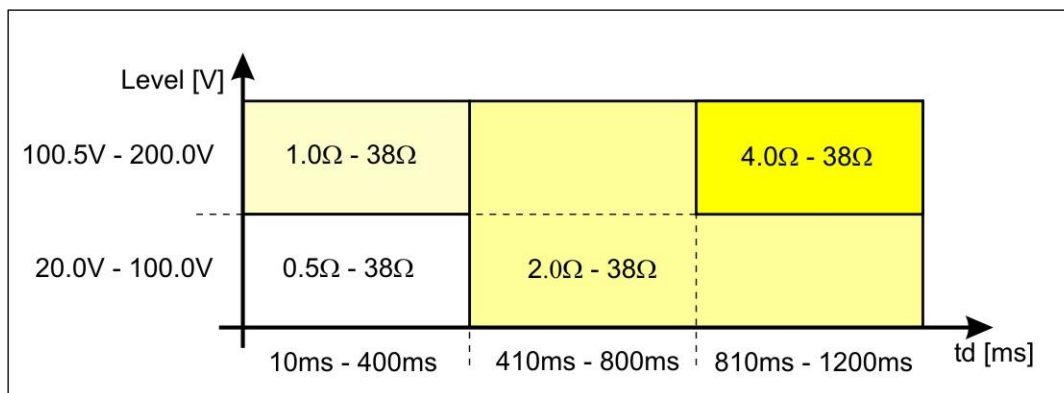 Level [V]
100.5V - 200.0V
1.0Ω - 38Ω
4.0Ω - 38Ω
20.0V - 100.0V
0.5Ω - 38Ω
2.0Ω - 38Ω
td [ms]
10ms - 400ms
410ms - 800ms
810ms - 1200ms